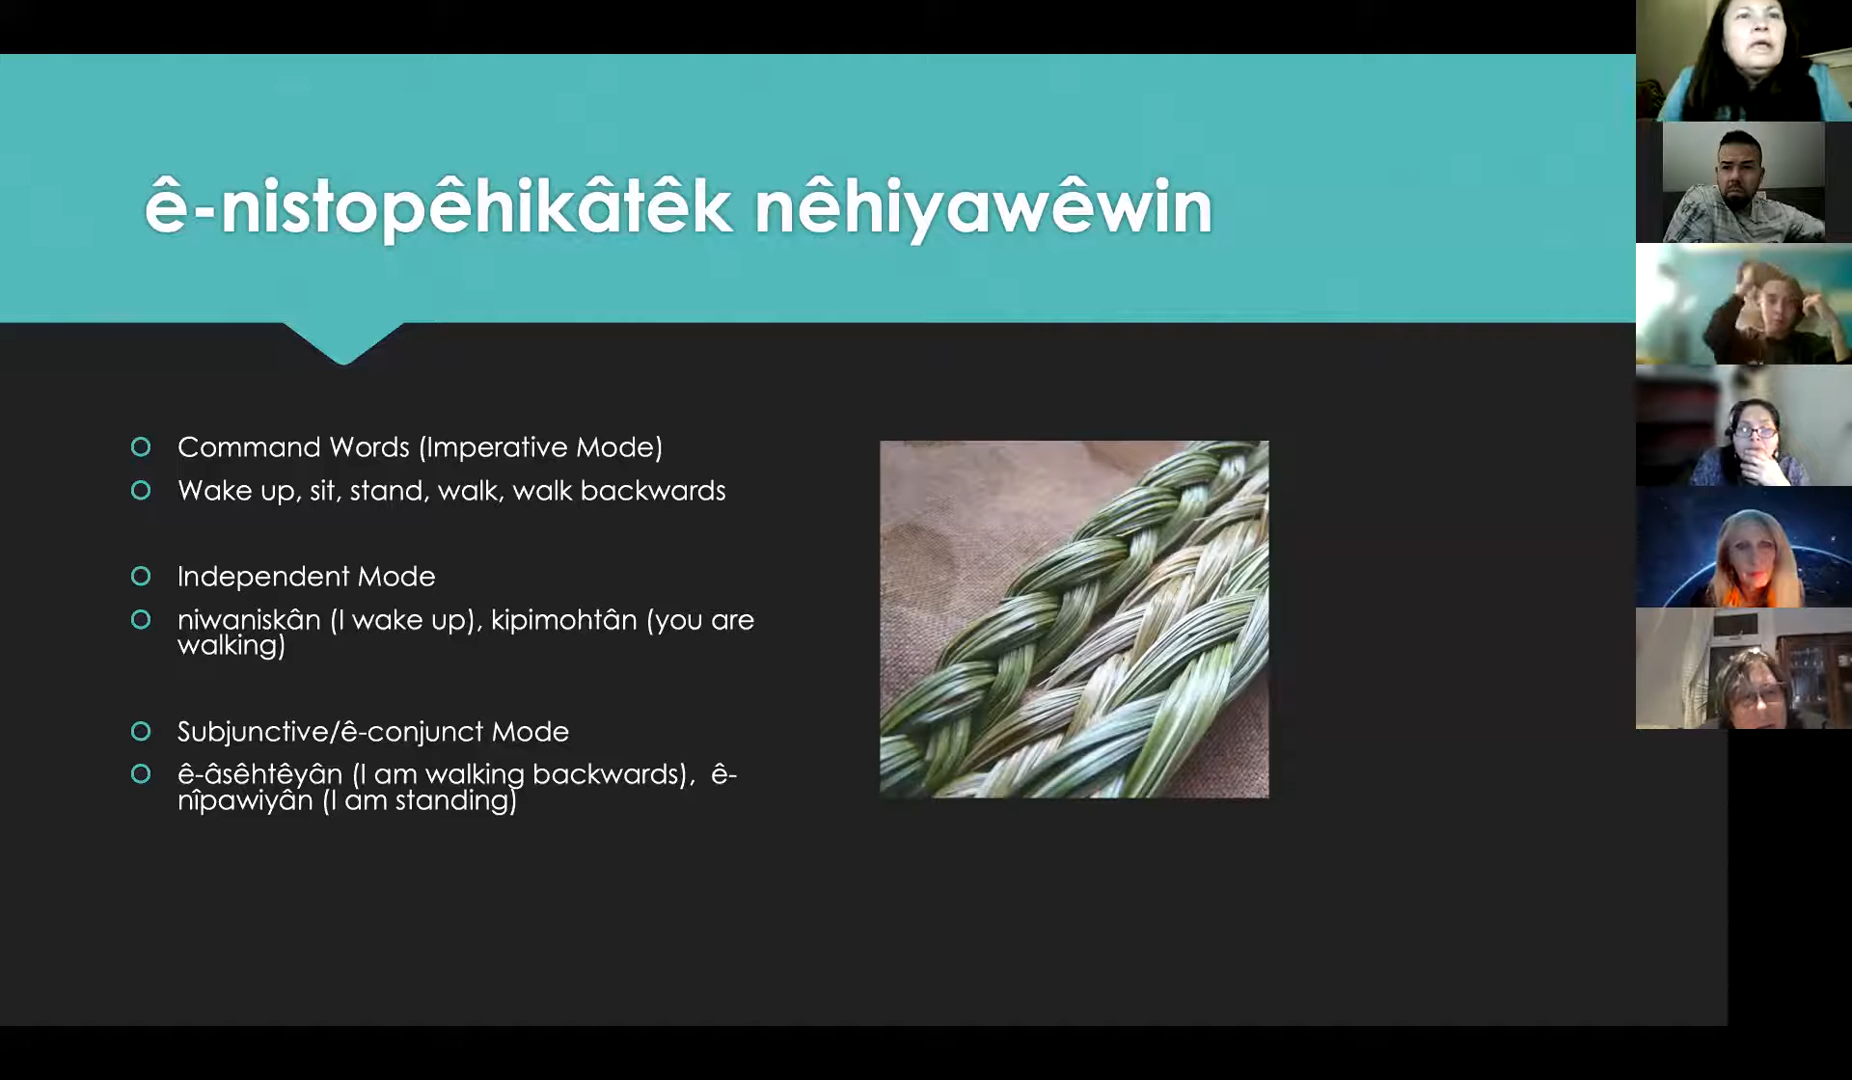 ê-nistopêhikâtêk nêhiyawêwin
Command Words (Imperative Mode)
Wake up, sit, stand, walk, walk backwards
Independent Mode
niwaniskân (I wake up), kipimohtân (you are
walking)
Subjunctive/ê-conjunct Mode
ê-âsêhtêyân (I am walking backwards),  ê-
nîpawiyân (I am standing)